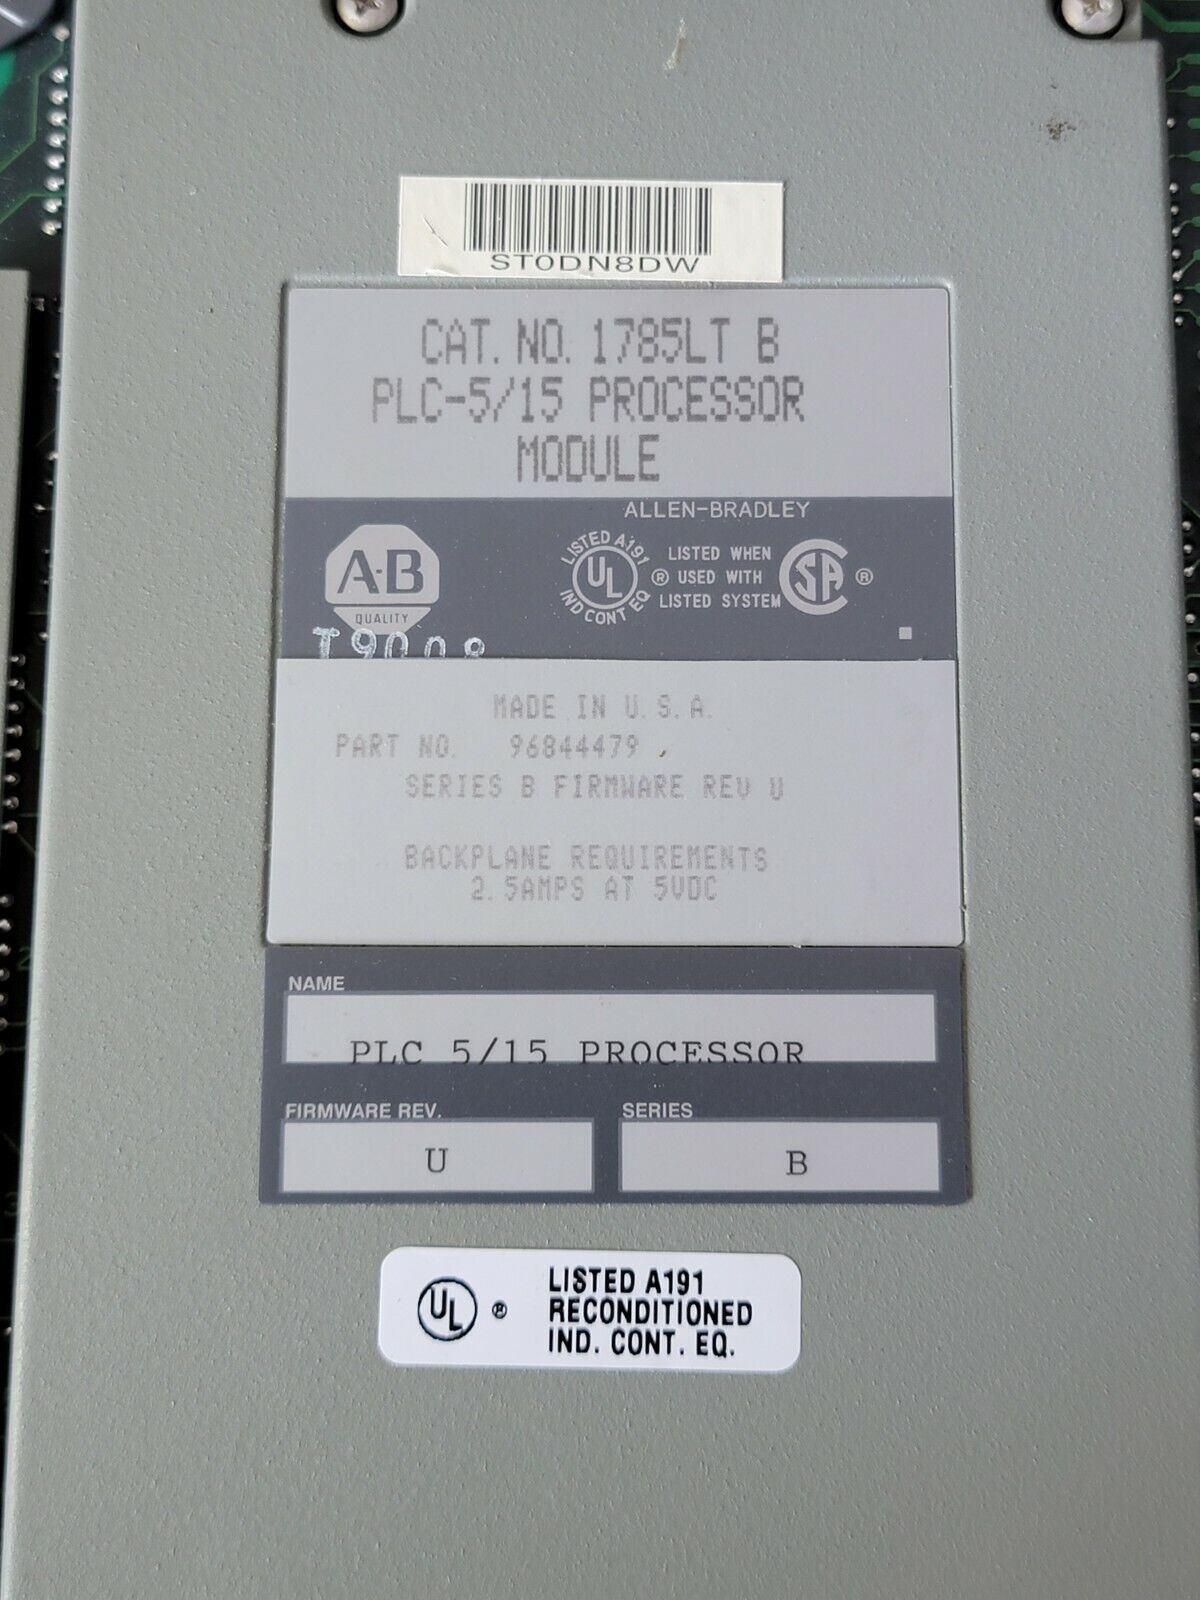 ST0DN8DW
CAT. NO. 1785LT B
PLC-5/15 PROCESSOR
MODULE
ALLEN-BRADLEY
A-B
QUALITY
LISTED A191
UL
IND CONT EQ
®
LISTED WHEN
USED WITH
LISTED SYSTEM
SA
®
T9008
MADE IN U.S.A.
PART NO. 96844479
SERIES B FIRMWARE REV U
BACKPLANE REQUIREMENTS
2.5AMPS AT 5VDC
NAME
PLC 5/15 PROCESSOR
FIRMWARE REV.
SERIES
U
B
UL ®
LISTED A191
RECONDITIONED
IND. CONT. EQ.